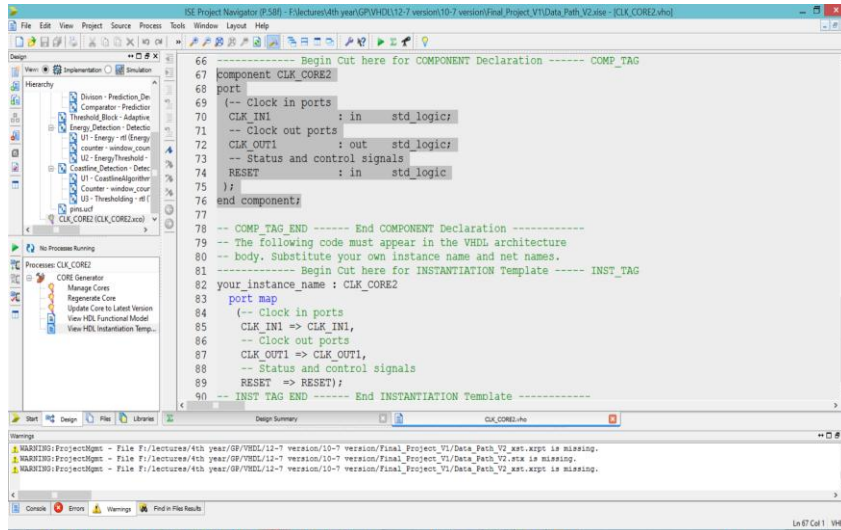 ISE Project Navigator (P.58f) - F:\lectures\4th year\GP\VHDL\12-7 version\10-7 version\Final_Project_V1\Data_Path_V2.xise - [CLK_CORE2.vho]
File Edit View Project Source Process Tools Window Layout Help
Design
View: Implementation Simulation
Hierarchy
Divison - Prediction_Den
Comparator - Prediction
Threshold_Block - Adaptive_
Energy_Detection - Detectio
U1 - Energy - rtl (Energy
counter - window_coun
U2 - EnergyThreshold -
Coastline_Detection - Detec
U1 - CoastlineAlgorithm
Counter - window_cour
U3 - Thresholding - rtl (
pins.ucf
CLK_CORE2 (CLK_CORE2.xco)
No Processes Running
Processes: CLK_CORE2
CORE Generator
Manage Cores
Regenerate Core
Update Core to Latest Version
View HDL Functional Model
View HDL Instantiation Temp...
66 ------------- Begin Cut here for COMPONENT Declaration ------ COMP_TAG
67 component CLK_CORE2
68 port
69 (-- Clock in ports
70 CLK_IN1 : in std_logic;
71 -- Clock out ports
72 CLK_OUT1 : out std_logic;
73 -- Status and control signals
74 RESET : in std_logic
75 );
76 end component;
77
78 -- COMP_TAG_END ------ End COMPONENT Declaration ------------
79 -- The following code must appear in the VHDL architecture
80 -- body. Substitute your own instance name and net names.
81 ------------- Begin Cut here for INSTANTIATION Template ----- INST_TAG
82 your_instance_name : CLK_CORE2
83 port map
84 (-- Clock in ports
85 CLK_IN1 => CLK_IN1,
86 -- Clock out ports
87 CLK_OUT1 => CLK_OUT1,
88 -- Status and control signals
89 RESET => RESET);
90 -- INST_TAG_END ------ End INSTANTIATION Template ------------
Start Design Files Libraries Design Summary CLK_CORE2.vho
Warnings
WARNING:ProjectMgmt - File F:/lectures/4th year/GP/VHDL/12-7 version/10-7 version/Final_Project_V1/Data_Path_V2_xst.xrpt is missing.
WARNING:ProjectMgmt - File F:/lectures/4th year/GP/VHDL/12-7 version/10-7 version/Final_Project_V1/Data_Path_V2.stx is missing.
WARNING:ProjectMgmt - File F:/lectures/4th year/GP/VHDL/12-7 version/10-7 version/Final_Project_V1/Data_Path_V2_xst.xrpt is missing.
Console Errors Warnings Find in Files Results
Ln 67 Col 1 VH